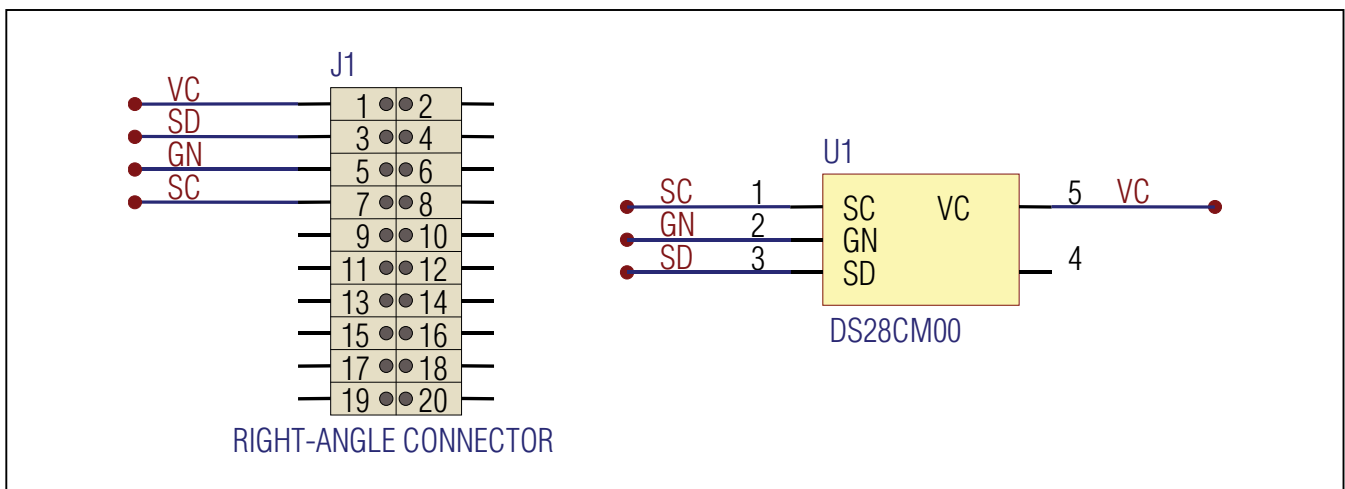 J1
VC 1 2
SD 3 4
GN 5 6
SC 7 8
9 10
11 12
13 14
15 16
17 18
19 20
RIGHT-ANGLE CONNECTOR
U1
SC 1 SC VC 5 VC
GN 2 GN
SD 3 SD 4
DS28CM00